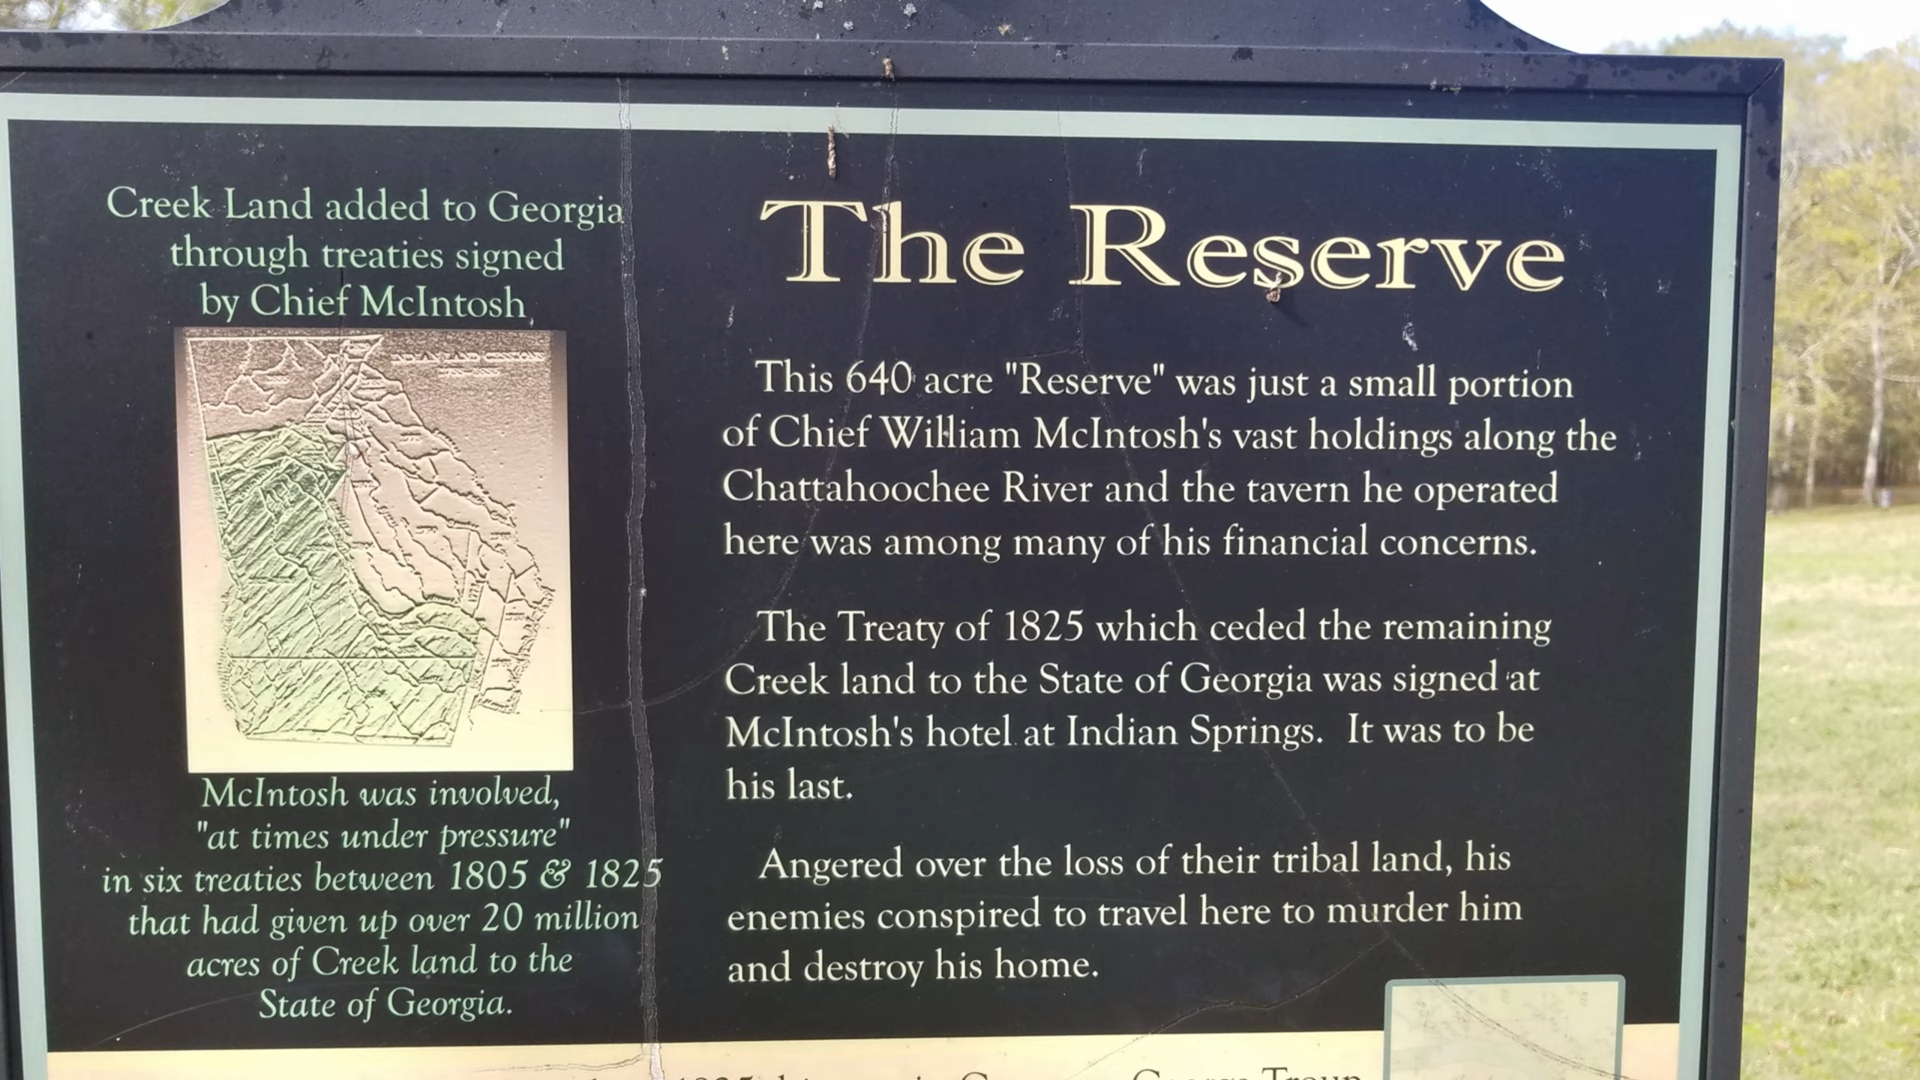 Creek Land added to Georgia
through treaties signed
by Chief McIntosh
INDIAN LAND CESSIONS
McIntosh was involved,
"at times under pressure"
in six treaties between 1805 & 1825
that had given up over 20 million
acres of Creek land to the
State of Georgia.
The Reserve
This 640 acre "Reserve" was just a small portion
of Chief William McIntosh's vast holdings along the
Chattahoochee River and the tavern he operated
here was among many of his financial concerns.
The Treaty of 1825 which ceded the remaining
Creek land to the State of Georgia was signed at
McIntosh's hotel at Indian Springs.  It was to be
his last.
Angered over the loss of their tribal land, his
enemies conspired to travel here to murder him
and destroy his home.
1825
George Troup